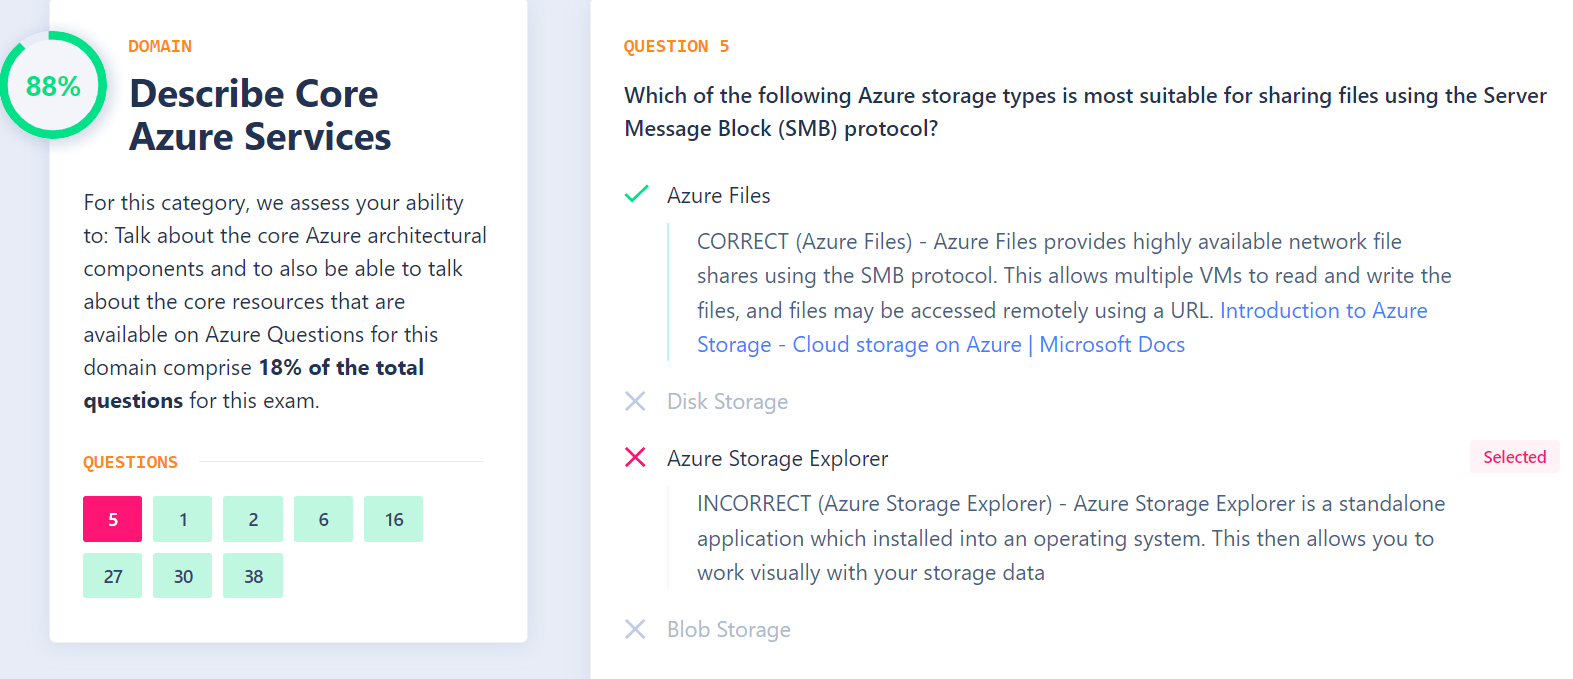 88%
DOMAIN
Describe Core
Azure Services
For this category, we assess your ability
to: Talk about the core Azure architectural
components and to also be able to talk
about the core resources that are
available on Azure Questions for this
domain comprise 18% of the total
questions for this exam.
QUESTIONS
5 1 2 6 16
27 30 38
QUESTION 5
Which of the following Azure storage types is most suitable for sharing files using the Server
Message Block (SMB) protocol?
Azure Files
CORRECT (Azure Files) - Azure Files provides highly available network file
shares using the SMB protocol. This allows multiple VMs to read and write the
files, and files may be accessed remotely using a URL. Introduction to Azure
Storage - Cloud storage on Azure | Microsoft Docs
Disk Storage
Azure Storage Explorer
Selected
INCORRECT (Azure Storage Explorer) - Azure Storage Explorer is a standalone
application which installed into an operating system. This then allows you to
work visually with your storage data
Blob Storage